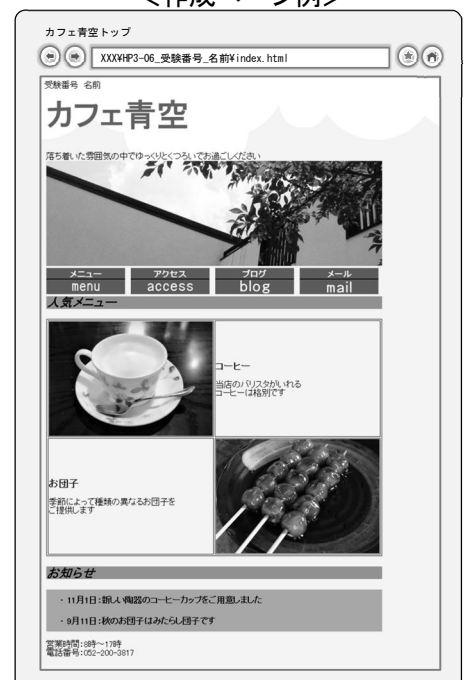 <作成ページ例>
カフェ青空トップ
XXX¥HP3-06_受験番号_名前¥index.html
受験番号 名前
カフェ青空
落ち着いた雰囲気の中でゆっくりとくつろいでお過ごしください
メニュー アクセス ブログ メール
menu access blog mail
人気メニュー
コーヒー
当店のバリスタがいれる
コーヒーは格別です
お団子
季節によって種類の異なるお団子を
ご提供します
お知らせ
・11月1日:新しい陶器のコーヒーカップをご用意しました
・9月11日:秋のお団子はみたらし団子です
営業時間:8時~17時
電話番号:052-200-3817